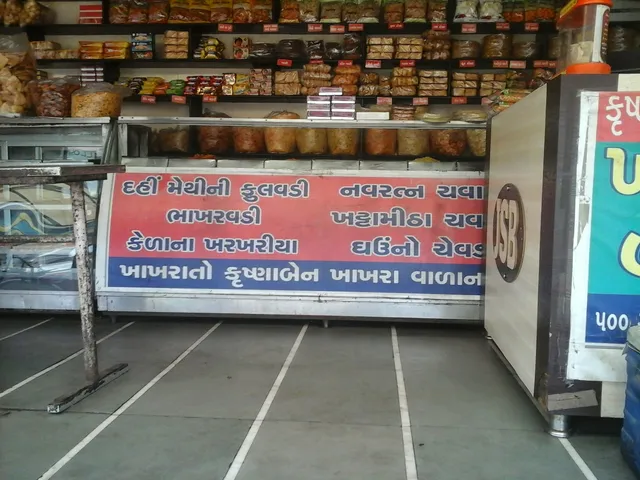 દહીં મેથીની ફુલવડી નવરત્ન ચવા
ભાખરવડી ખટ્ટામીઠા ચવ
કેળાના ખરખરીયા ઘઉંનો ચેવડ
ખાખરાતો કૃષ્ણાબેન ખાખરા વાળાન
JSB
કૃષ
૫૦૦